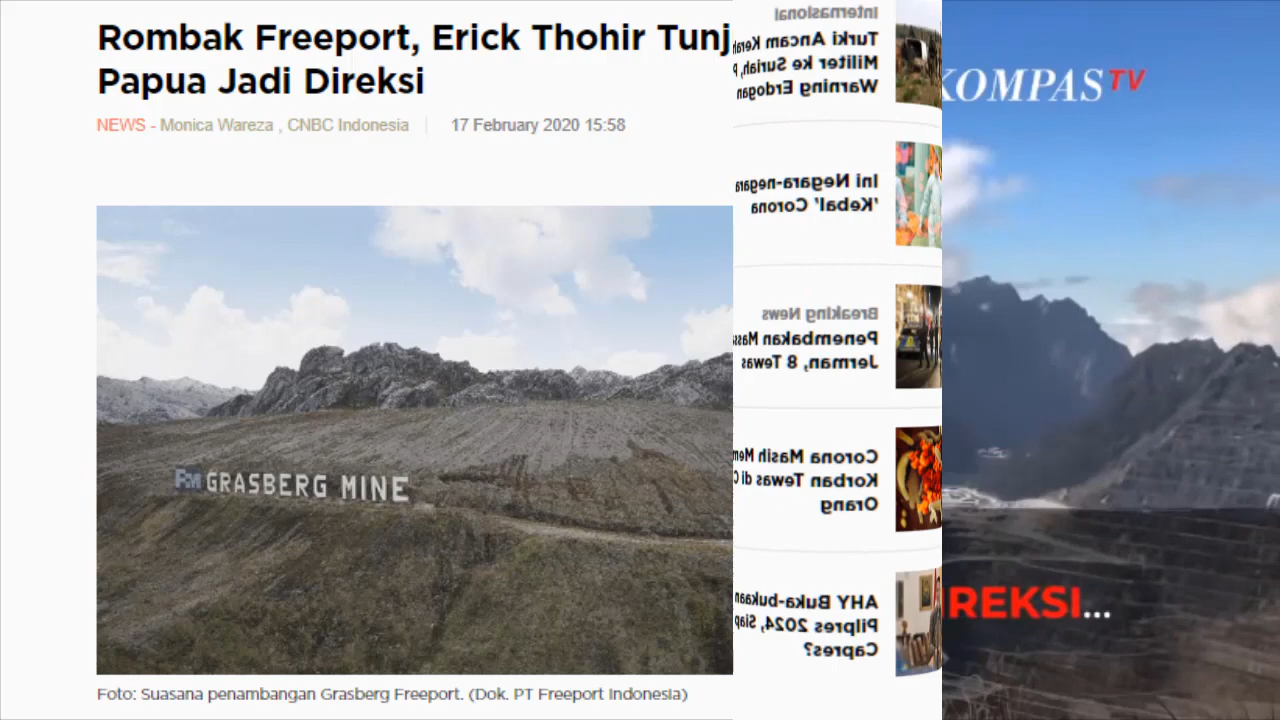 Rombak Freeport, Erick Thohir Tunj
Papua Jadi Direksi
NEWS - Monica Wareza , CNBC Indonesia
17 February 2020 15:58
FM GRASBERG MINE
Foto: Suasana penambangan Grasberg Freeport. (Dok. PT Freeport Indonesia)
Internasional
Turki Ancam Kerah
Militer ke Suriah, P
Warning Erdogan
Ini Negara-negara
'Kebal' Corona
Breaking News
Penembakan Mass
Jerman, 8 Tewas
Corona Masih Mem
Korban Tewas di C
Orang
AHY Buka-bukaan
Pilpres 2024, Siap
Capres?
KOMPAS TV
REKSI...